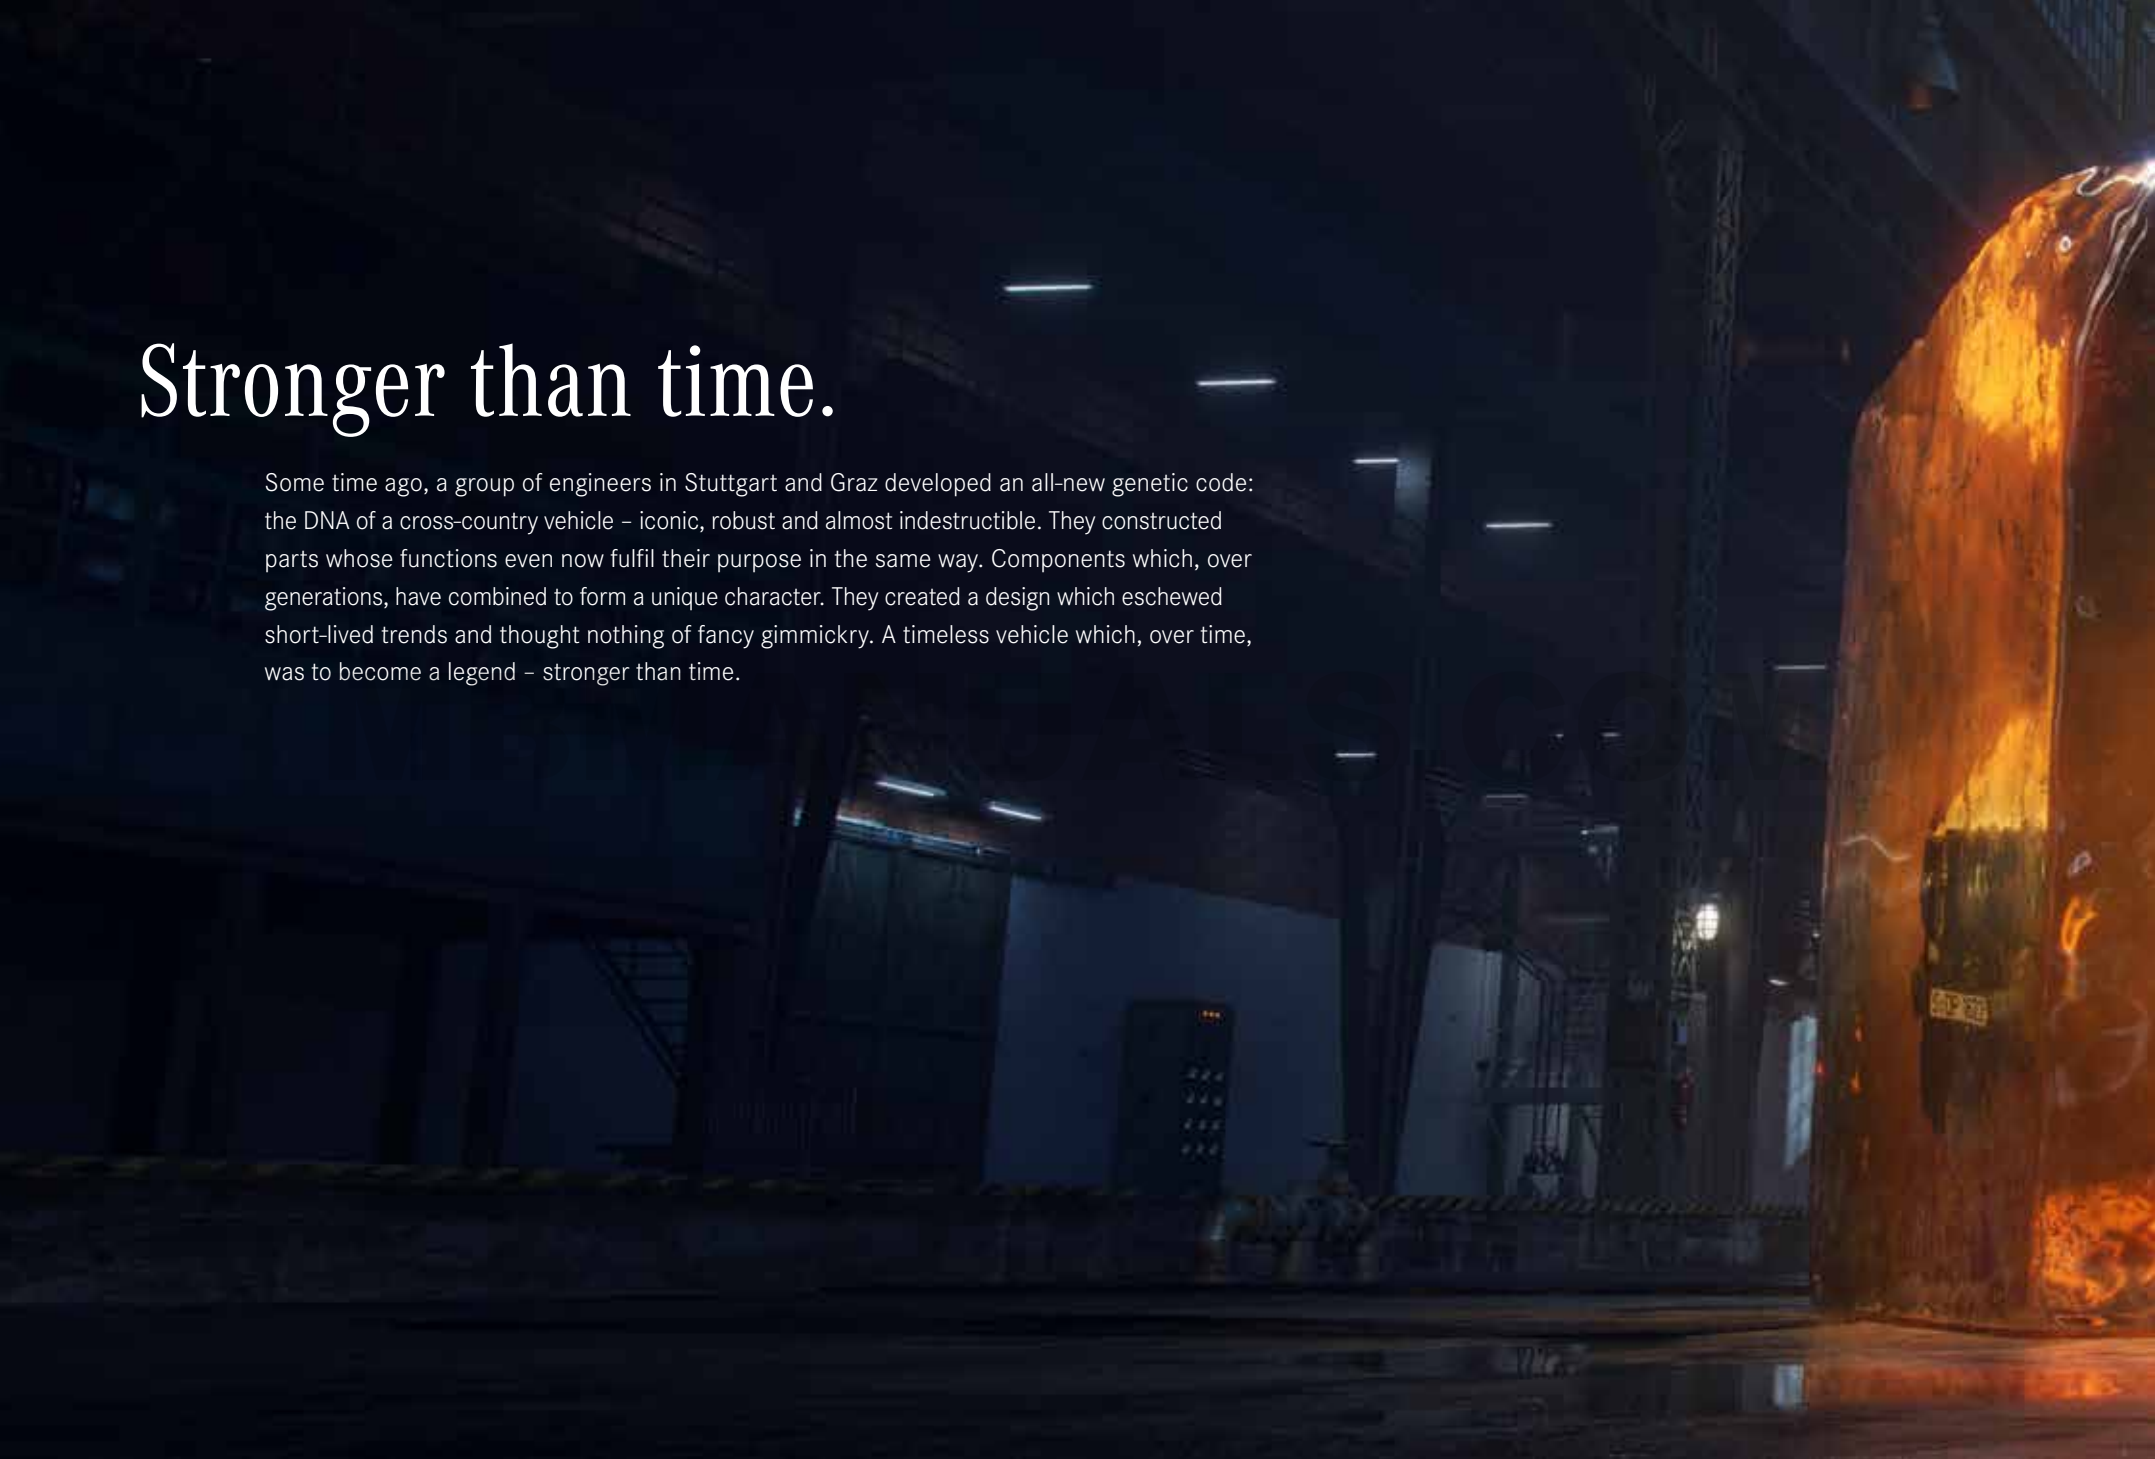 Stronger than time.
Some time ago, a group of engineers in Stuttgart and Graz developed an all-new genetic code:
the DNA of a cross-country vehicle – iconic, robust and almost indestructible. They constructed
parts whose functions even now fulfil their purpose in the same way. Components which, over
generations, have combined to form a unique character. They created a design which eschewed
short-lived trends and thought nothing of fancy gimmickry. A timeless vehicle which, over time,
was to become a legend – stronger than time.